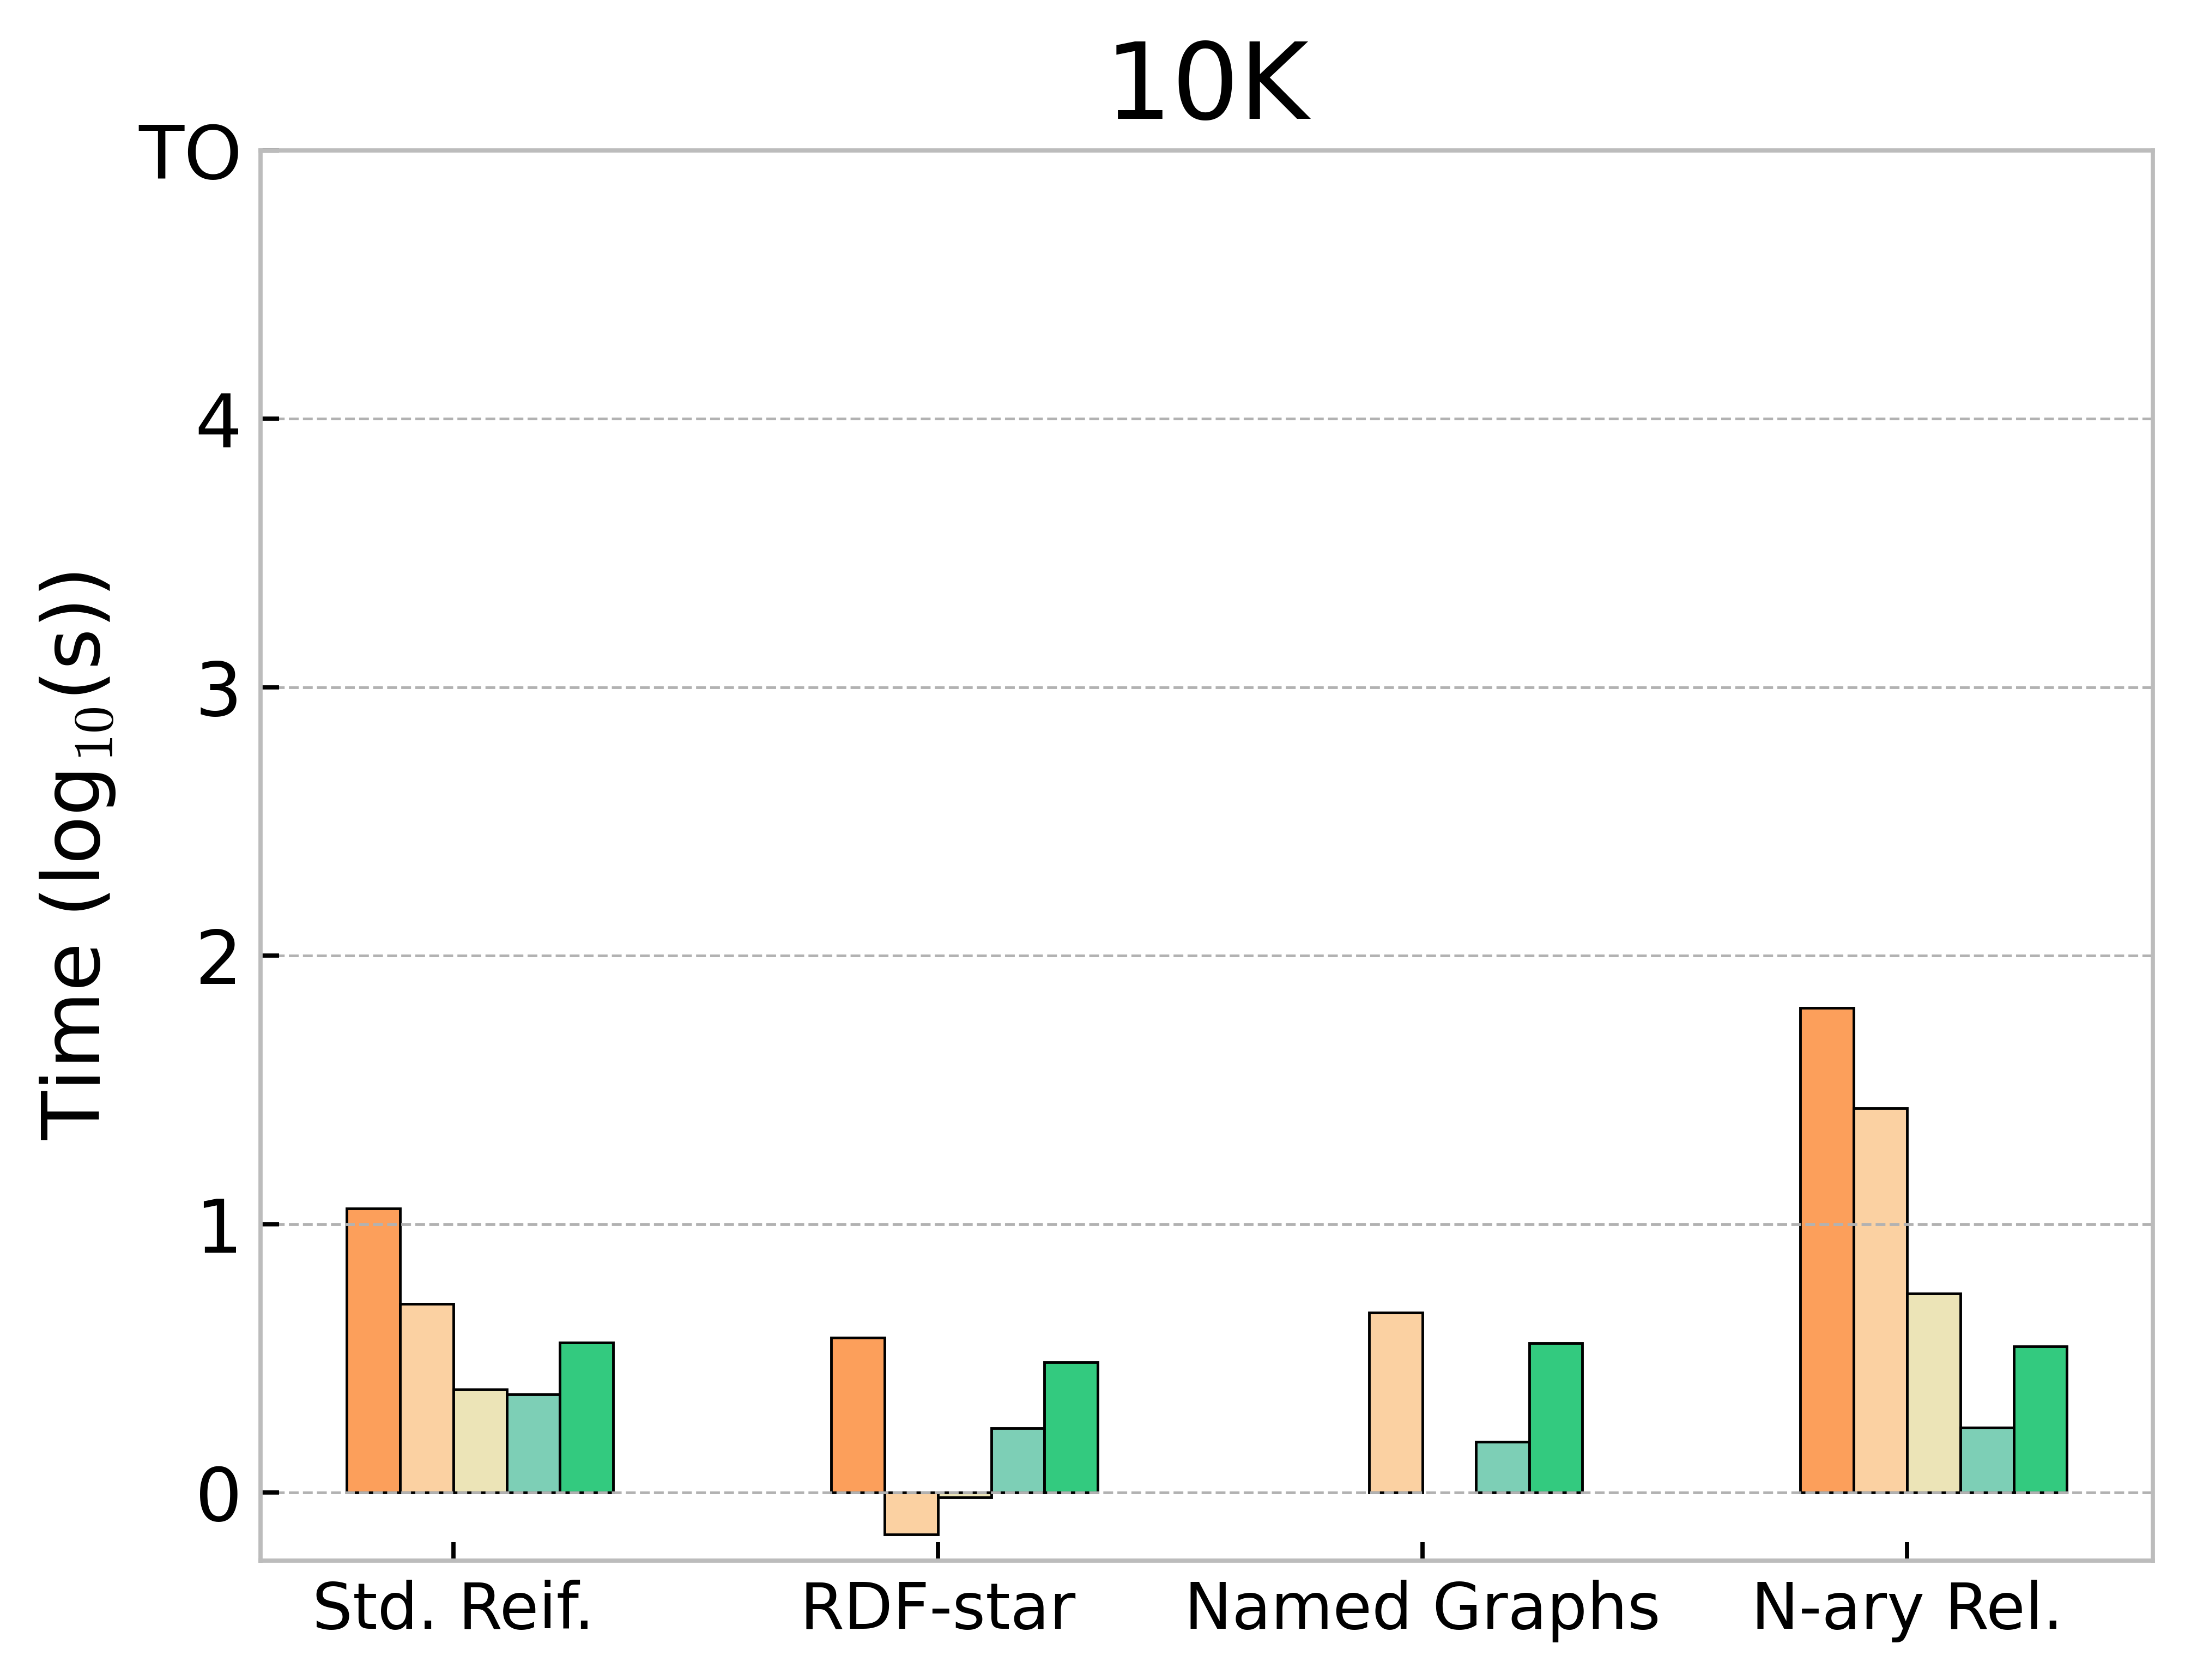 10K
TO
4
3
2
1
0
Time (log₁₀(s))
Std. Reif.
RDF-star
Named Graphs
N-ary Rel.